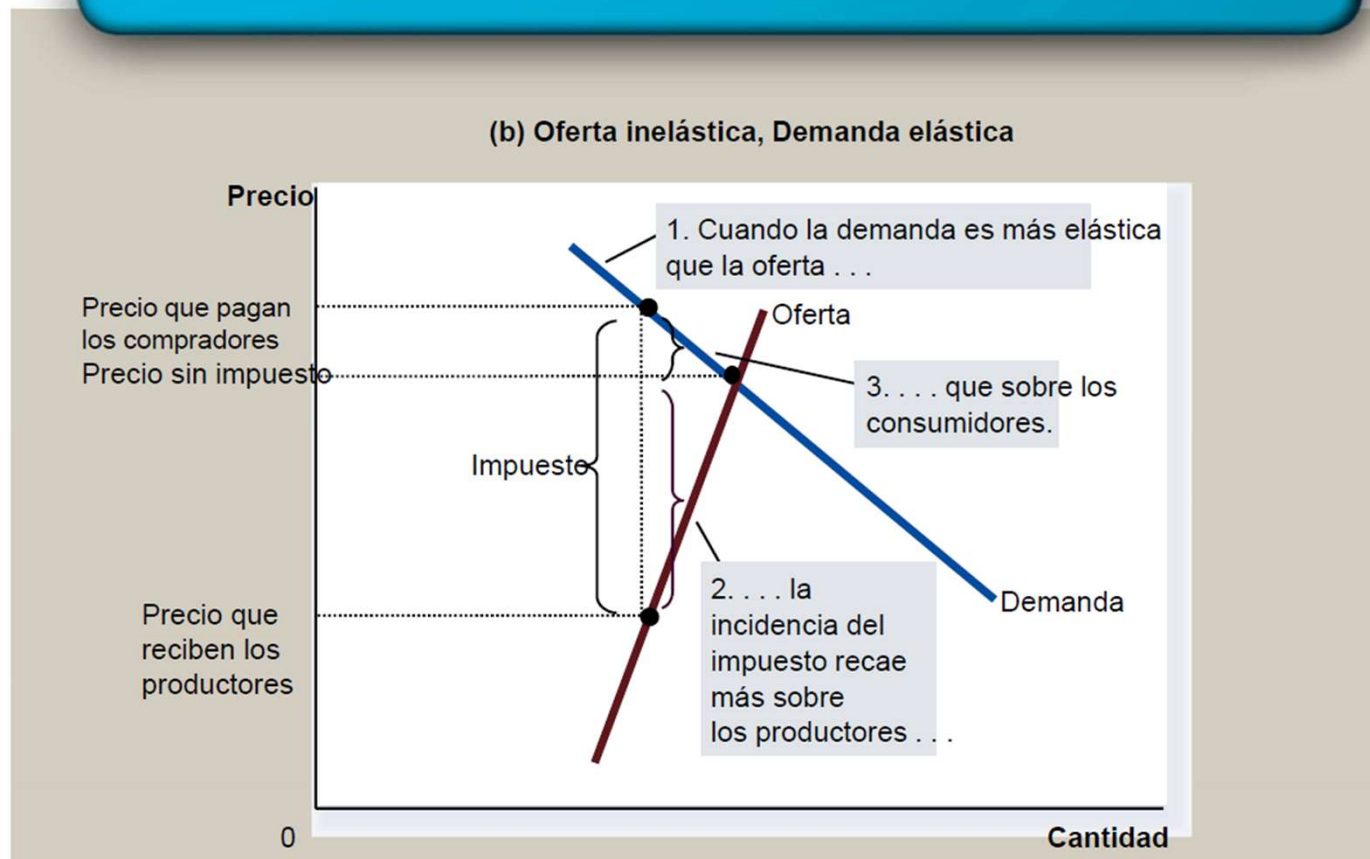 (b) Oferta inelástica, Demanda elástica
Precio
1. Cuando la demanda es más elástica
que la oferta . . .
Precio que pagan
los compradores
Oferta
Precio sin impuesto
3. . . . que sobre los
consumidores.
Impuesto
2. . . . la
incidencia del
impuesto recae
más sobre
los productores . . .
Demanda
Precio que
reciben los
productores
0
Cantidad